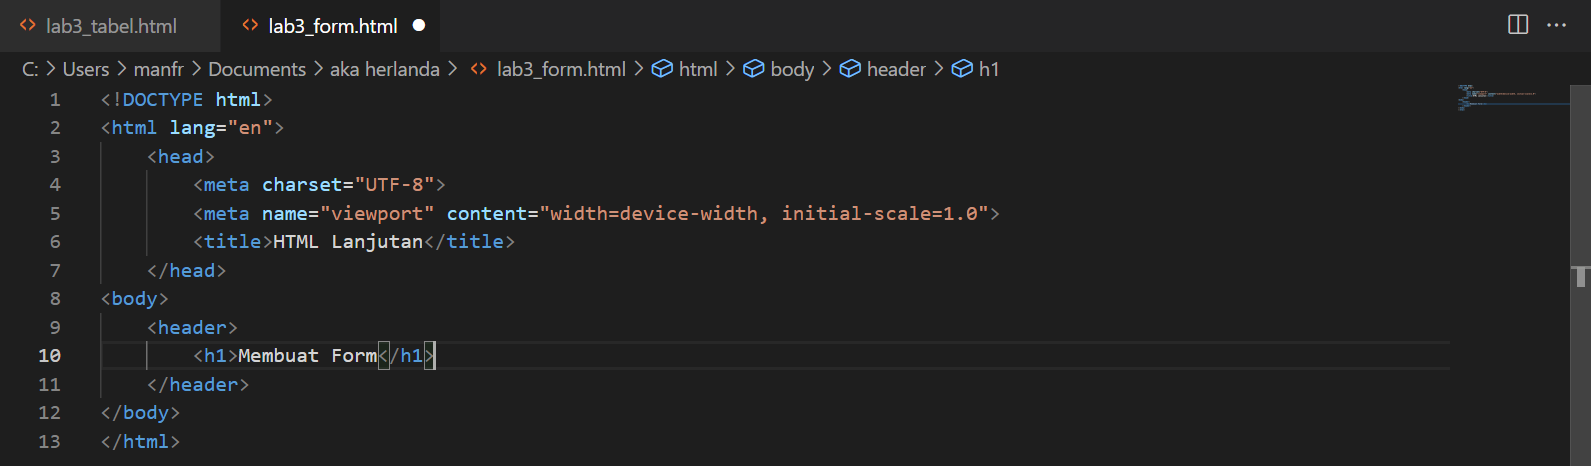 lab3_tabel.html lab3_form.html
C: > Users > manfr > Documents > aka herlanda > lab3_form.html > html > body > header > h1
1 <!DOCTYPE html>
2 <html lang="en">
3 <head>
4 <meta charset="UTF-8">
5 <meta name="viewport" content="width=device-width, initial-scale=1.0">
6 <title>HTML Lanjutan</title>
7 </head>
8 <body>
9 <header>
10 <h1>Membuat Form</h1>
11 </header>
12 </body>
13 </html>